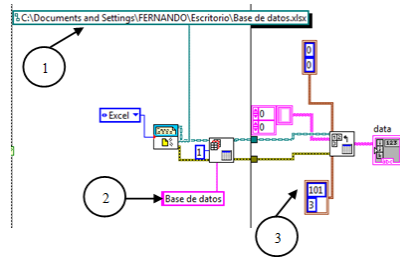 C:\Documents and Settings\FERNANDO\Escritorio\Base de datos.xlsx
1
0
0
Excel
0
0
data
1
123
2
Base de datos
101
3
3